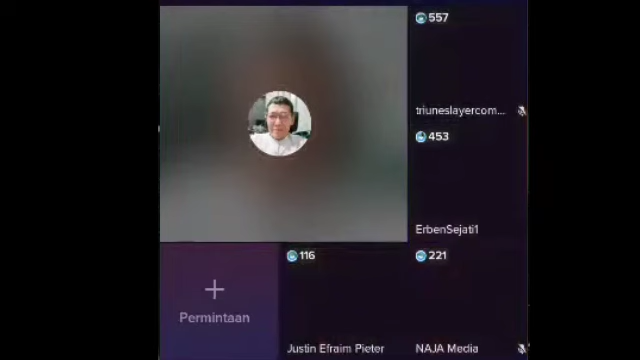 557
triuneslayercom...
453
ErbenSejati1
116
221
Permintaan
Justin Efraim Pieter
NAJA Media